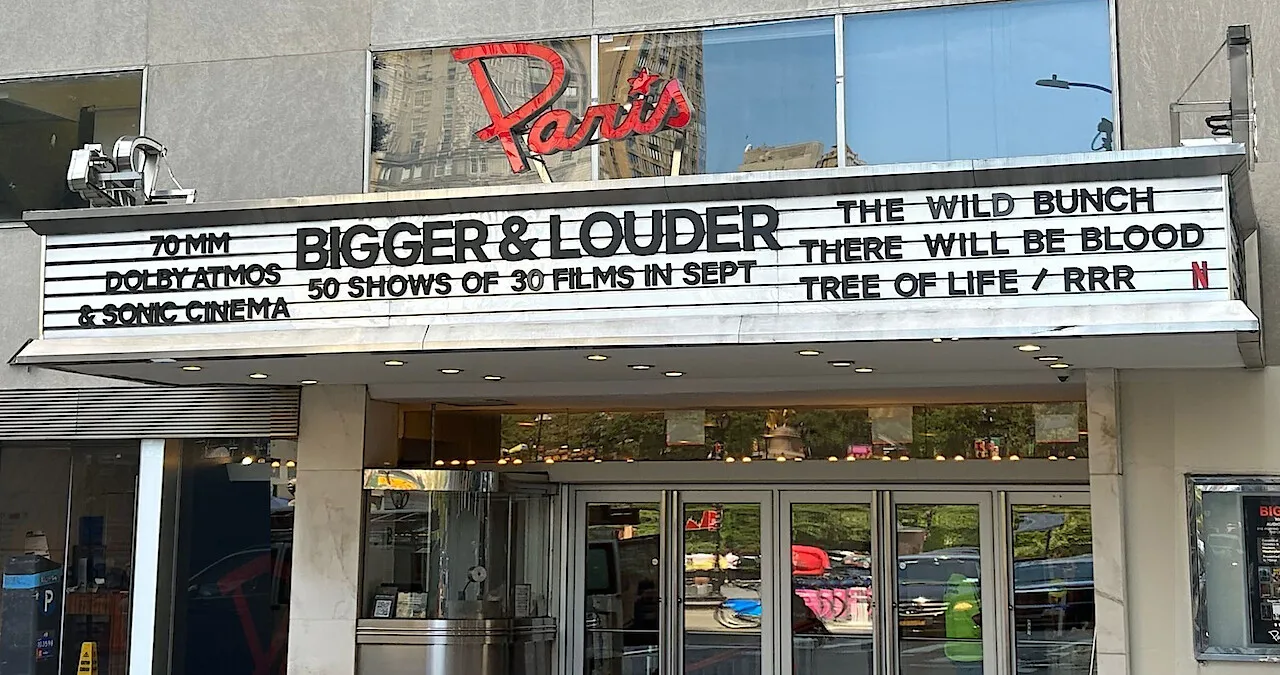 Paris
70MM
DOLBY ATMOS
& SONIC CINEMA
BIGGER & LOUDER
50 SHOWS OF 30 FILMS IN SEPT
THE WILD BUNCH
THERE WILL BE BLOOD
TREE OF LIFE / RRR
N
P
BIG